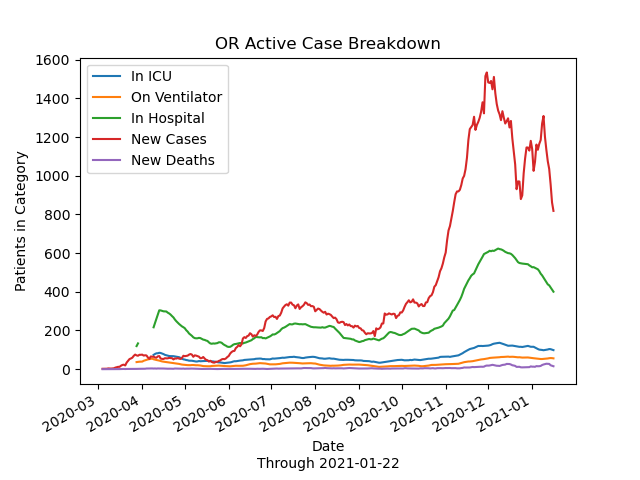 OR Active Case Breakdown
In ICU
On Ventilator
In Hospital
New Cases
New Deaths
Patients in Category
1600
1400
1200
1000
800
600
400
200
0
2020-03
2020-04
2020-05
2020-06
2020-07
2020-08
2020-09
2020-10
2020-11
2020-12
2021-01
Date
Through 2021-01-22